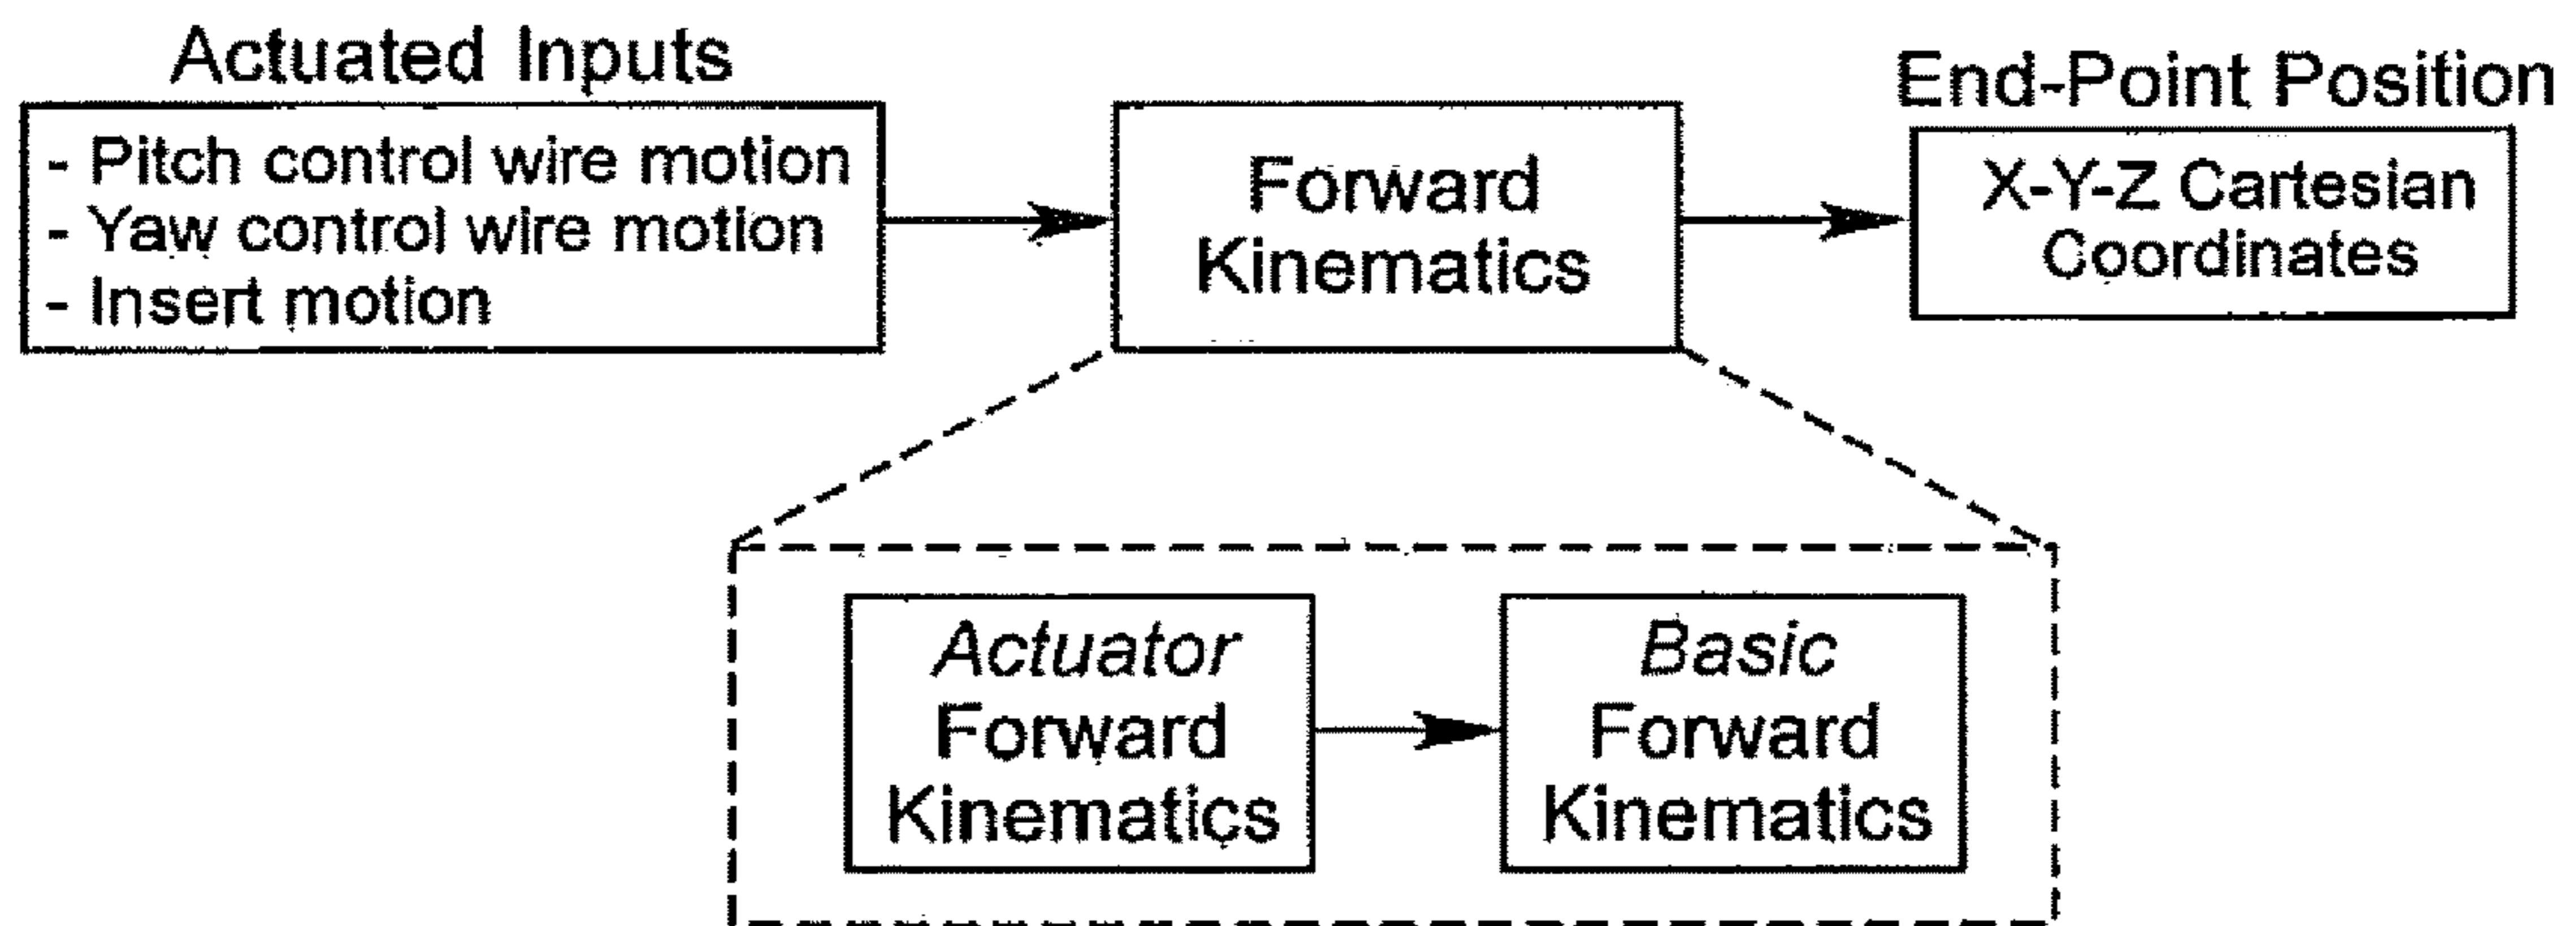 Actuated Inputs
- Pitch control wire motion
- Yaw control wire motion
- Insert motion
Forward
Kinematics
End-Point Position
X-Y-Z Cartesian
Coordinates
Actuator
Forward
Kinematics
Basic
Forward
Kinematics